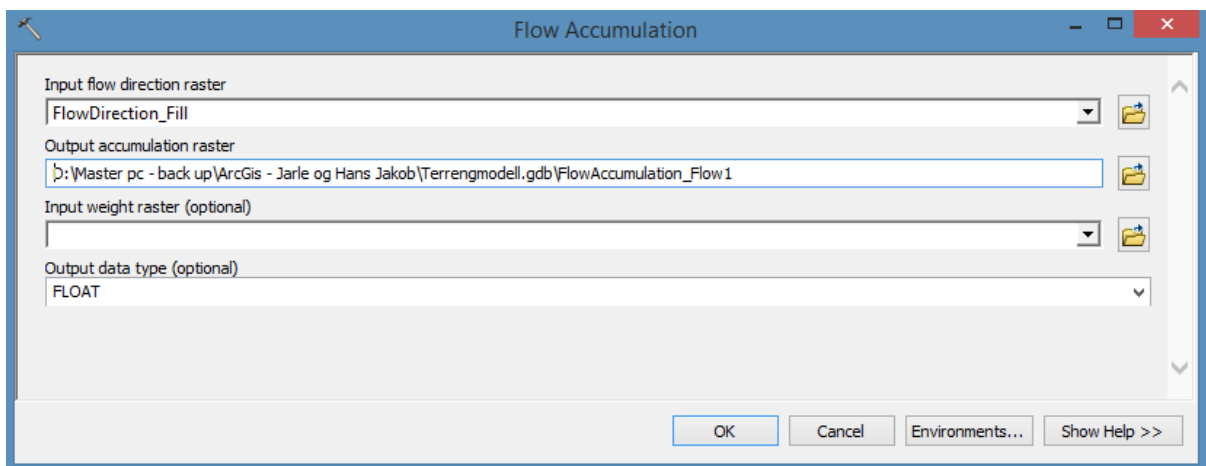 Flow Accumulation
Input flow direction raster
FlowDirection_Fill
Output accumulation raster
D:\Master pc - back up\ArcGis - Jarle og Hans Jakob\Terrengmodell.gdb\FlowAccumulation_Flow1
Input weight raster (optional)
Output data type (optional)
FLOAT
OK Cancel Environments... Show Help >>